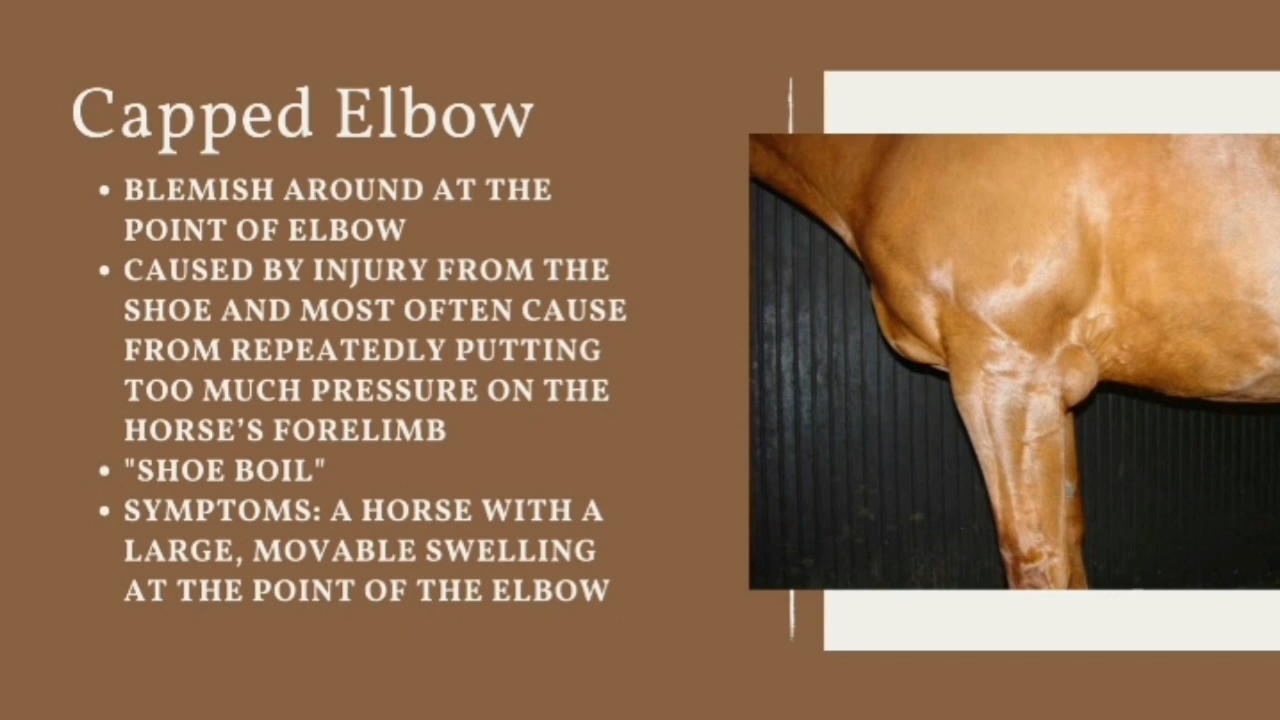 Capped Elbow
• BLEMISH AROUND AT THE
POINT OF ELBOW
• CAUSED BY INJURY FROM THE
SHOE AND MOST OFTEN CAUSE
FROM REPEATEDLY PUTTING
TOO MUCH PRESSURE ON THE
HORSE'S FORELIMB
• "SHOE BOIL"
• SYMPTOMS: A HORSE WITH A
LARGE, MOVABLE SWELLING
AT THE POINT OF THE ELBOW